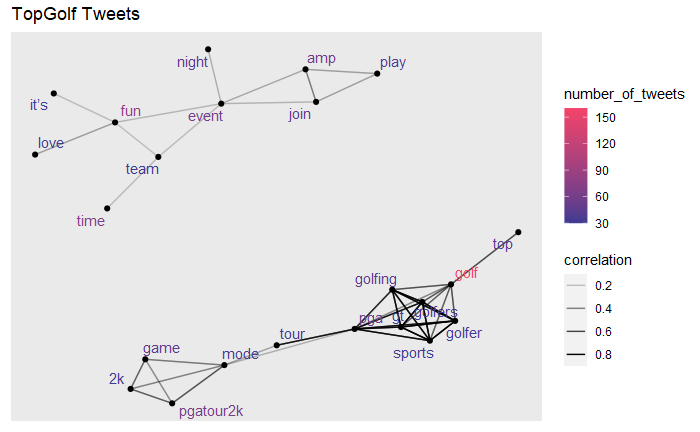 TopGolf Tweets
night
amp
play
it's
fun
event
join
love
team
time
top
golfing
golf
pga
gt
golfers
golfer
tour
sports
game
mode
2k
pgatour2k
number_of_tweets
150
120
90
60
30
correlation
0.2
0.4
0.6
0.8